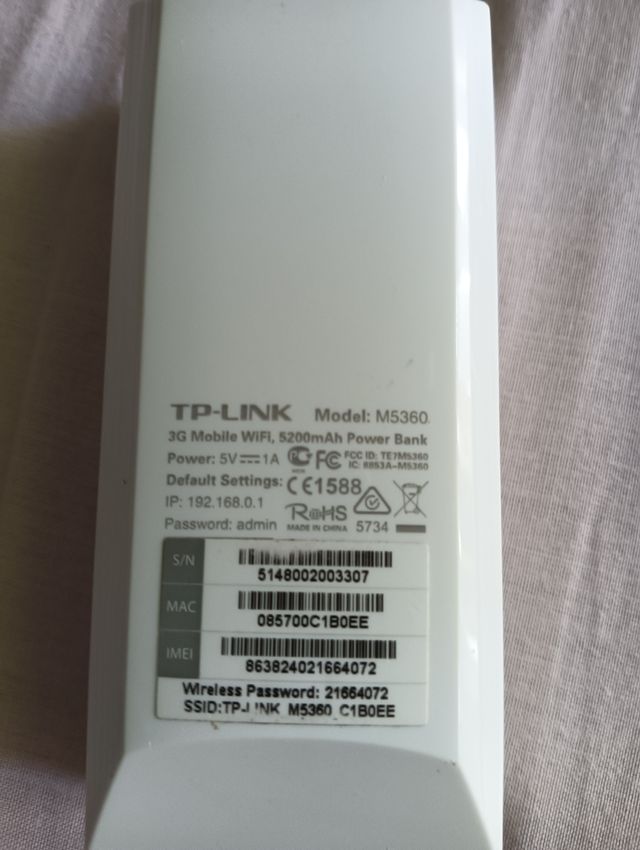 TP-LINK Model: M5360
3G Mobile WiFi, 5200mAh Power Bank
Power: 5V⎓1A FC FCC ID: TE7M5360
IC: 8853A-M5360
Default Settings: CE1588
IP: 192.168.0.1 RoHS
Password: admin MADE IN CHINA 5734
S/N
5148002003307
MAC
085700C1B0EE
IMEI
863824021664072
Wireless Password: 21664072
SSID:TP-LINK_M5360_C1B0EE